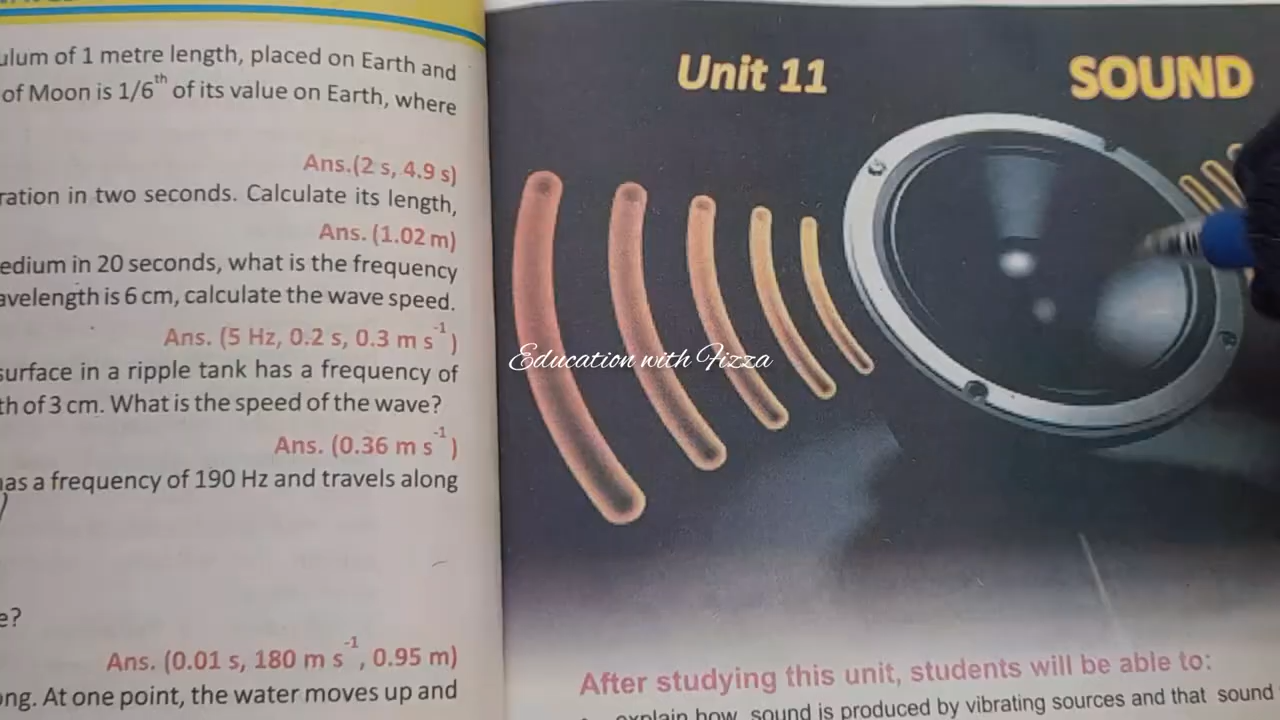 ulum of 1 metre length, placed on Earth and
of Moon is 1/6th of its value on Earth, where
Ans.(2 s, 4.9 s)
ration in two seconds. Calculate its length,
Ans. (1.02 m)
edium in 20 seconds, what is the frequency
avelength is 6 cm, calculate the wave speed.
Ans. (5 Hz, 0.2 s, 0.3 m s-1)
surface in a ripple tank has a frequency of
th of 3 cm. What is the speed of the wave?
Ans. (0.36 m s-1)
has a frequency of 190 Hz and travels along
e?
Ans. (0.01 s, 180 m s-1, 0.95 m)
ong. At one point, the water moves up and
Unit 11
SOUND
Education with Fizza
After studying this unit, students will be able to:
explain how sound is produced by vibrating sources and that sound